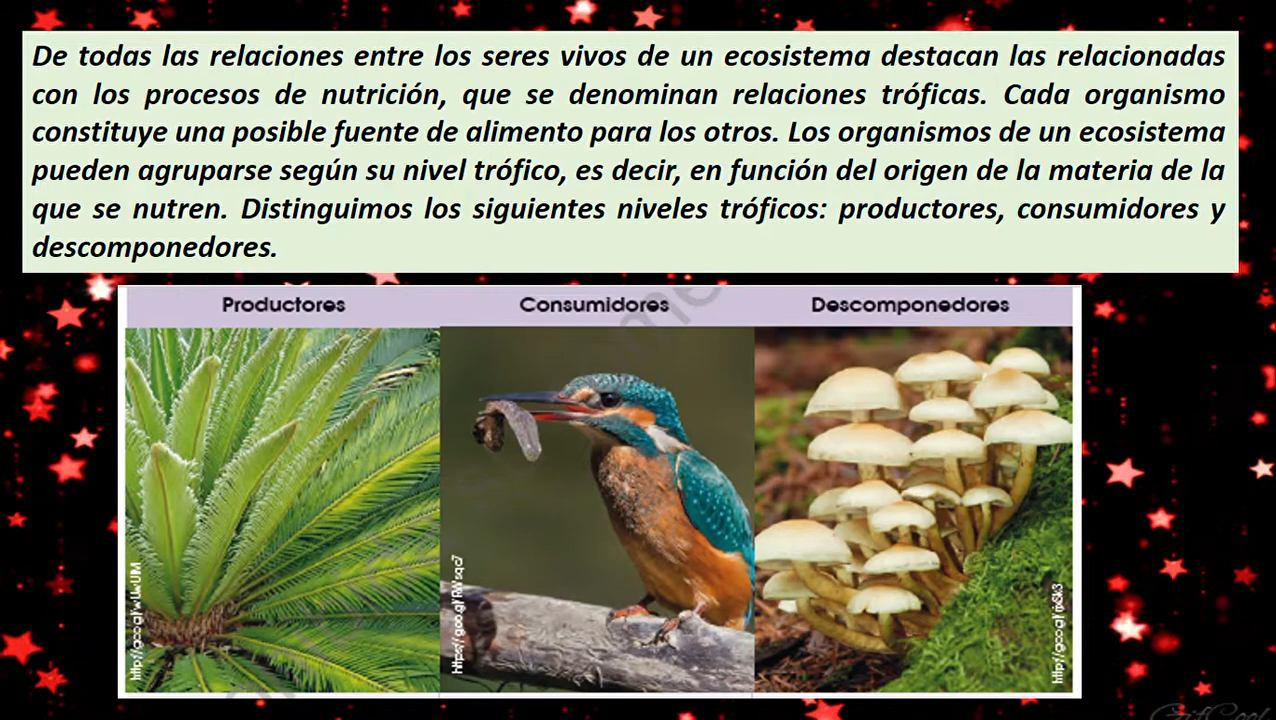 De todas las relaciones entre los seres vivos de un ecosistema destacan las relacionadas
con los procesos de nutrición, que se denominan relaciones tróficas. Cada organismo
constituye una posible fuente de alimento para los otros. Los organismos de un ecosistema
pueden agruparse según su nivel trófico, es decir, en función del origen de la materia de la
que se nutren. Distinguimos los siguientes niveles tróficos: productores, consumidores y
descomponedores.
Productores
Consumidores
Descomponedores